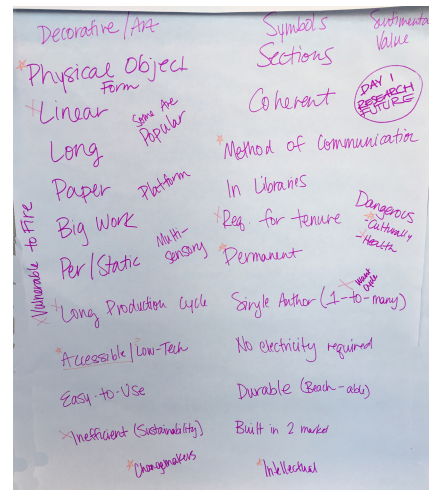 Decorative/Art
Symbols
Sentimental Value
Physical Object
Form
Sections
Linear
Some Are Popular
Coherent
DAY 1
RESEARCH
FUTURE
Long
Method of Communication
Paper
Platform
In Libraries
Big Work
Req. for tenure
Dangerous
- Culturally
- Health
Per/Static
Multi-sensory
Permanent
Vulnerable to Fire
Long Production Cycle
Single Author (1-to-many)
Accessible/Low-Tech
No electricity required
Easy-to-Use
Durable (Beach-able)
Inefficient (Sustainability)
Built in 2 market
Changemakers
Intellectual